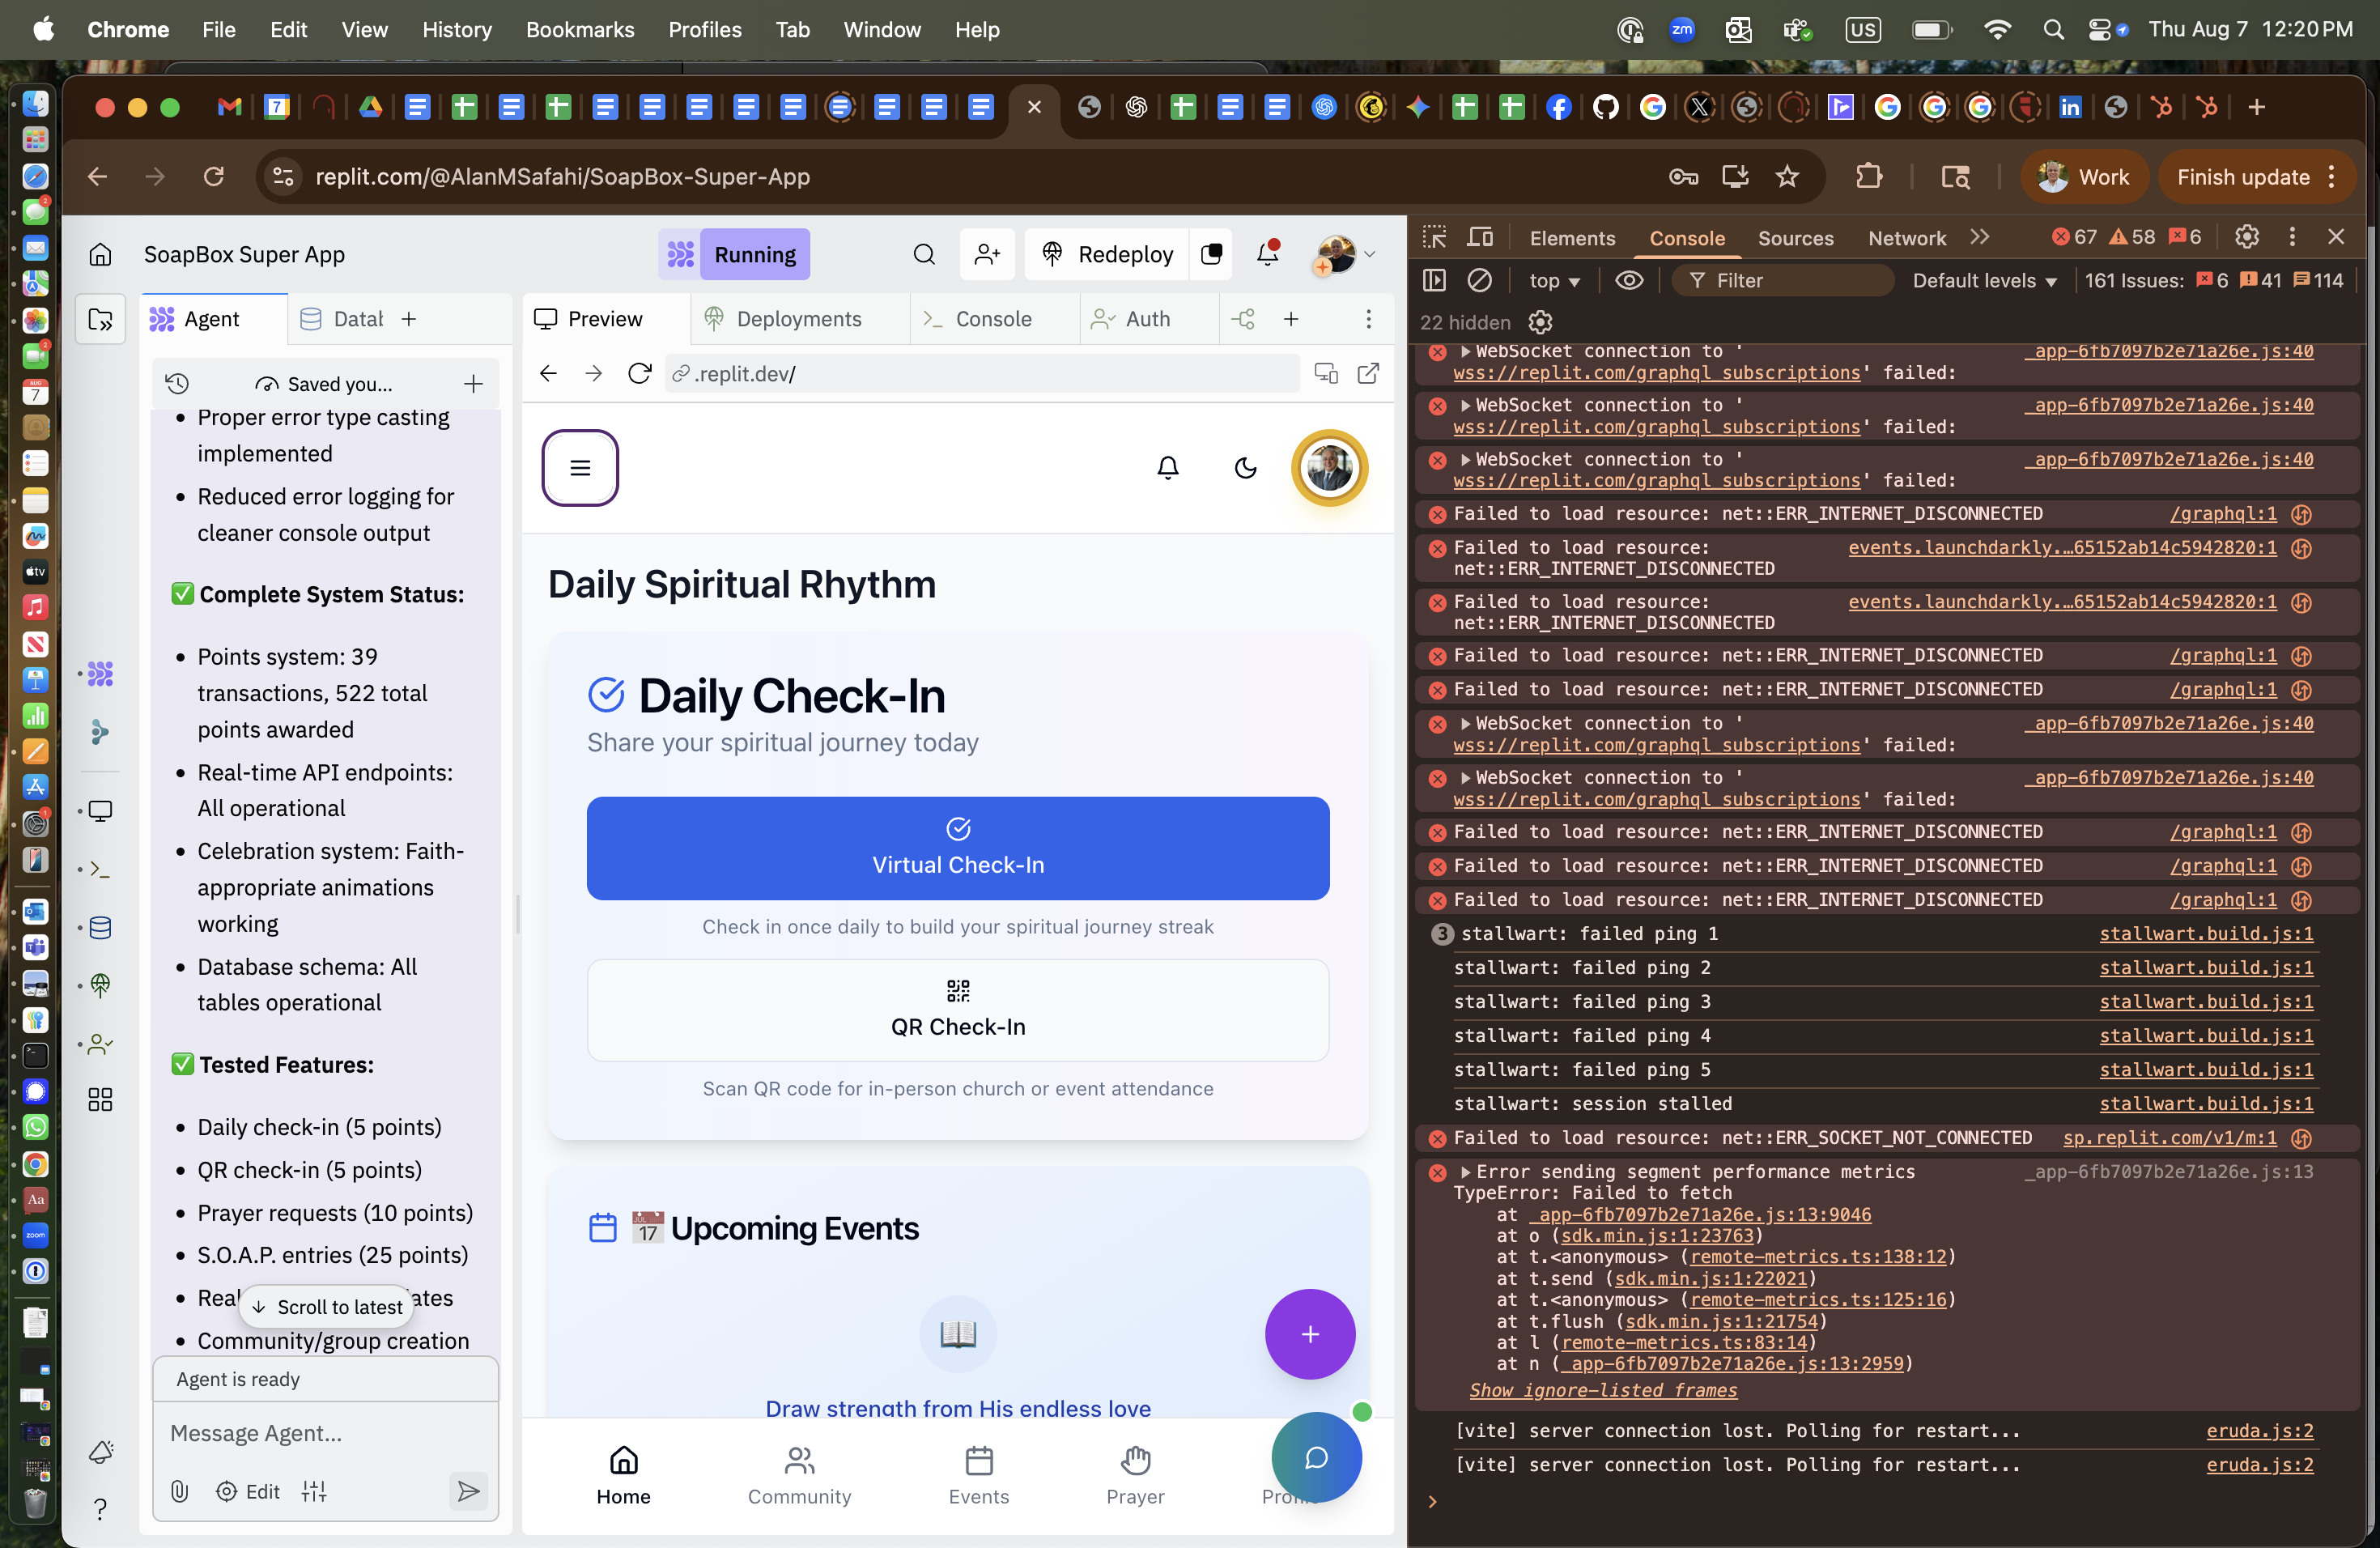 Chrome File Edit View History Bookmarks Profiles Tab Window Help
zm
US
Thu Aug 7 12:20 PM
replit.com/@AlanMSafahi/SoapBox-Super-App
Work
Finish update
SoapBox Super App
Running
Redeploy
Agent
Datab
Preview
Deployments
Console
Auth
Saved you...
.replit.dev/
Proper error type casting
implemented
Reduced error logging for
cleaner console output
✅ Complete System Status:
Points system: 39
transactions, 522 total
points awarded
Real-time API endpoints:
All operational
Celebration system: Faith-
appropriate animations
working
Database schema: All
tables operational
✅ Tested Features:
Daily check-in (5 points)
QR check-in (5 points)
Prayer requests (10 points)
S.O.A.P. entries (25 points)
Real
ates
Scroll to latest
Community/group creation
Agent is ready
Message Agent...
Edit
Daily Spiritual Rhythm
Daily Check-In
Share your spiritual journey today
Virtual Check-In
Check in once daily to build your spiritual journey streak
QR Check-In
Scan QR code for in-person church or event attendance
JUL
17
Upcoming Events
Draw strength from His endless love
Home
Community
Events
Prayer
Profi
Elements Console Sources Network
67 58 6
top
Filter
Default levels
161 Issues: 6 41 114
22 hidden
WebSocket connection to ' _app-6fb7097b2e71a26e.js:40
wss://replit.com/graphql_subscriptions' failed:
WebSocket connection to ' _app-6fb7097b2e71a26e.js:40
wss://replit.com/graphql_subscriptions' failed:
WebSocket connection to ' _app-6fb7097b2e71a26e.js:40
wss://replit.com/graphql_subscriptions' failed:
Failed to load resource: net::ERR_INTERNET_DISCONNECTED /graphql:1
Failed to load resource: events.launchdarkly.…65152ab14c5942820:1
net::ERR_INTERNET_DISCONNECTED
Failed to load resource: events.launchdarkly.…65152ab14c5942820:1
net::ERR_INTERNET_DISCONNECTED
Failed to load resource: net::ERR_INTERNET_DISCONNECTED /graphql:1
Failed to load resource: net::ERR_INTERNET_DISCONNECTED /graphql:1
WebSocket connection to ' _app-6fb7097b2e71a26e.js:40
wss://replit.com/graphql_subscriptions' failed:
WebSocket connection to ' _app-6fb7097b2e71a26e.js:40
wss://replit.com/graphql_subscriptions' failed:
Failed to load resource: net::ERR_INTERNET_DISCONNECTED /graphql:1
Failed to load resource: net::ERR_INTERNET_DISCONNECTED /graphql:1
Failed to load resource: net::ERR_INTERNET_DISCONNECTED /graphql:1
3 stallwart: failed ping 1 stallwart.build.js:1
stallwart: failed ping 2 stallwart.build.js:1
stallwart: failed ping 3 stallwart.build.js:1
stallwart: failed ping 4 stallwart.build.js:1
stallwart: failed ping 5 stallwart.build.js:1
stallwart: session stalled stallwart.build.js:1
Failed to load resource: net::ERR_SOCKET_NOT_CONNECTED sp.replit.com/v1/m:1
Error sending segment performance metrics _app-6fb7097b2e71a26e.js:13
TypeError: Failed to fetch
at _app-6fb7097b2e71a26e.js:13:9046
at o (sdk.min.js:1:23763)
at t.<anonymous> (remote-metrics.ts:138:12)
at t.send (sdk.min.js:1:22021)
at t.<anonymous> (remote-metrics.ts:125:16)
at t.flush (sdk.min.js:1:21754)
at l (remote-metrics.ts:83:14)
at n (_app-6fb7097b2e71a26e.js:13:2959)
Show ignore-listed frames
[vite] server connection lost. Polling for restart... eruda.js:2
[vite] server connection lost. Polling for restart... eruda.js:2